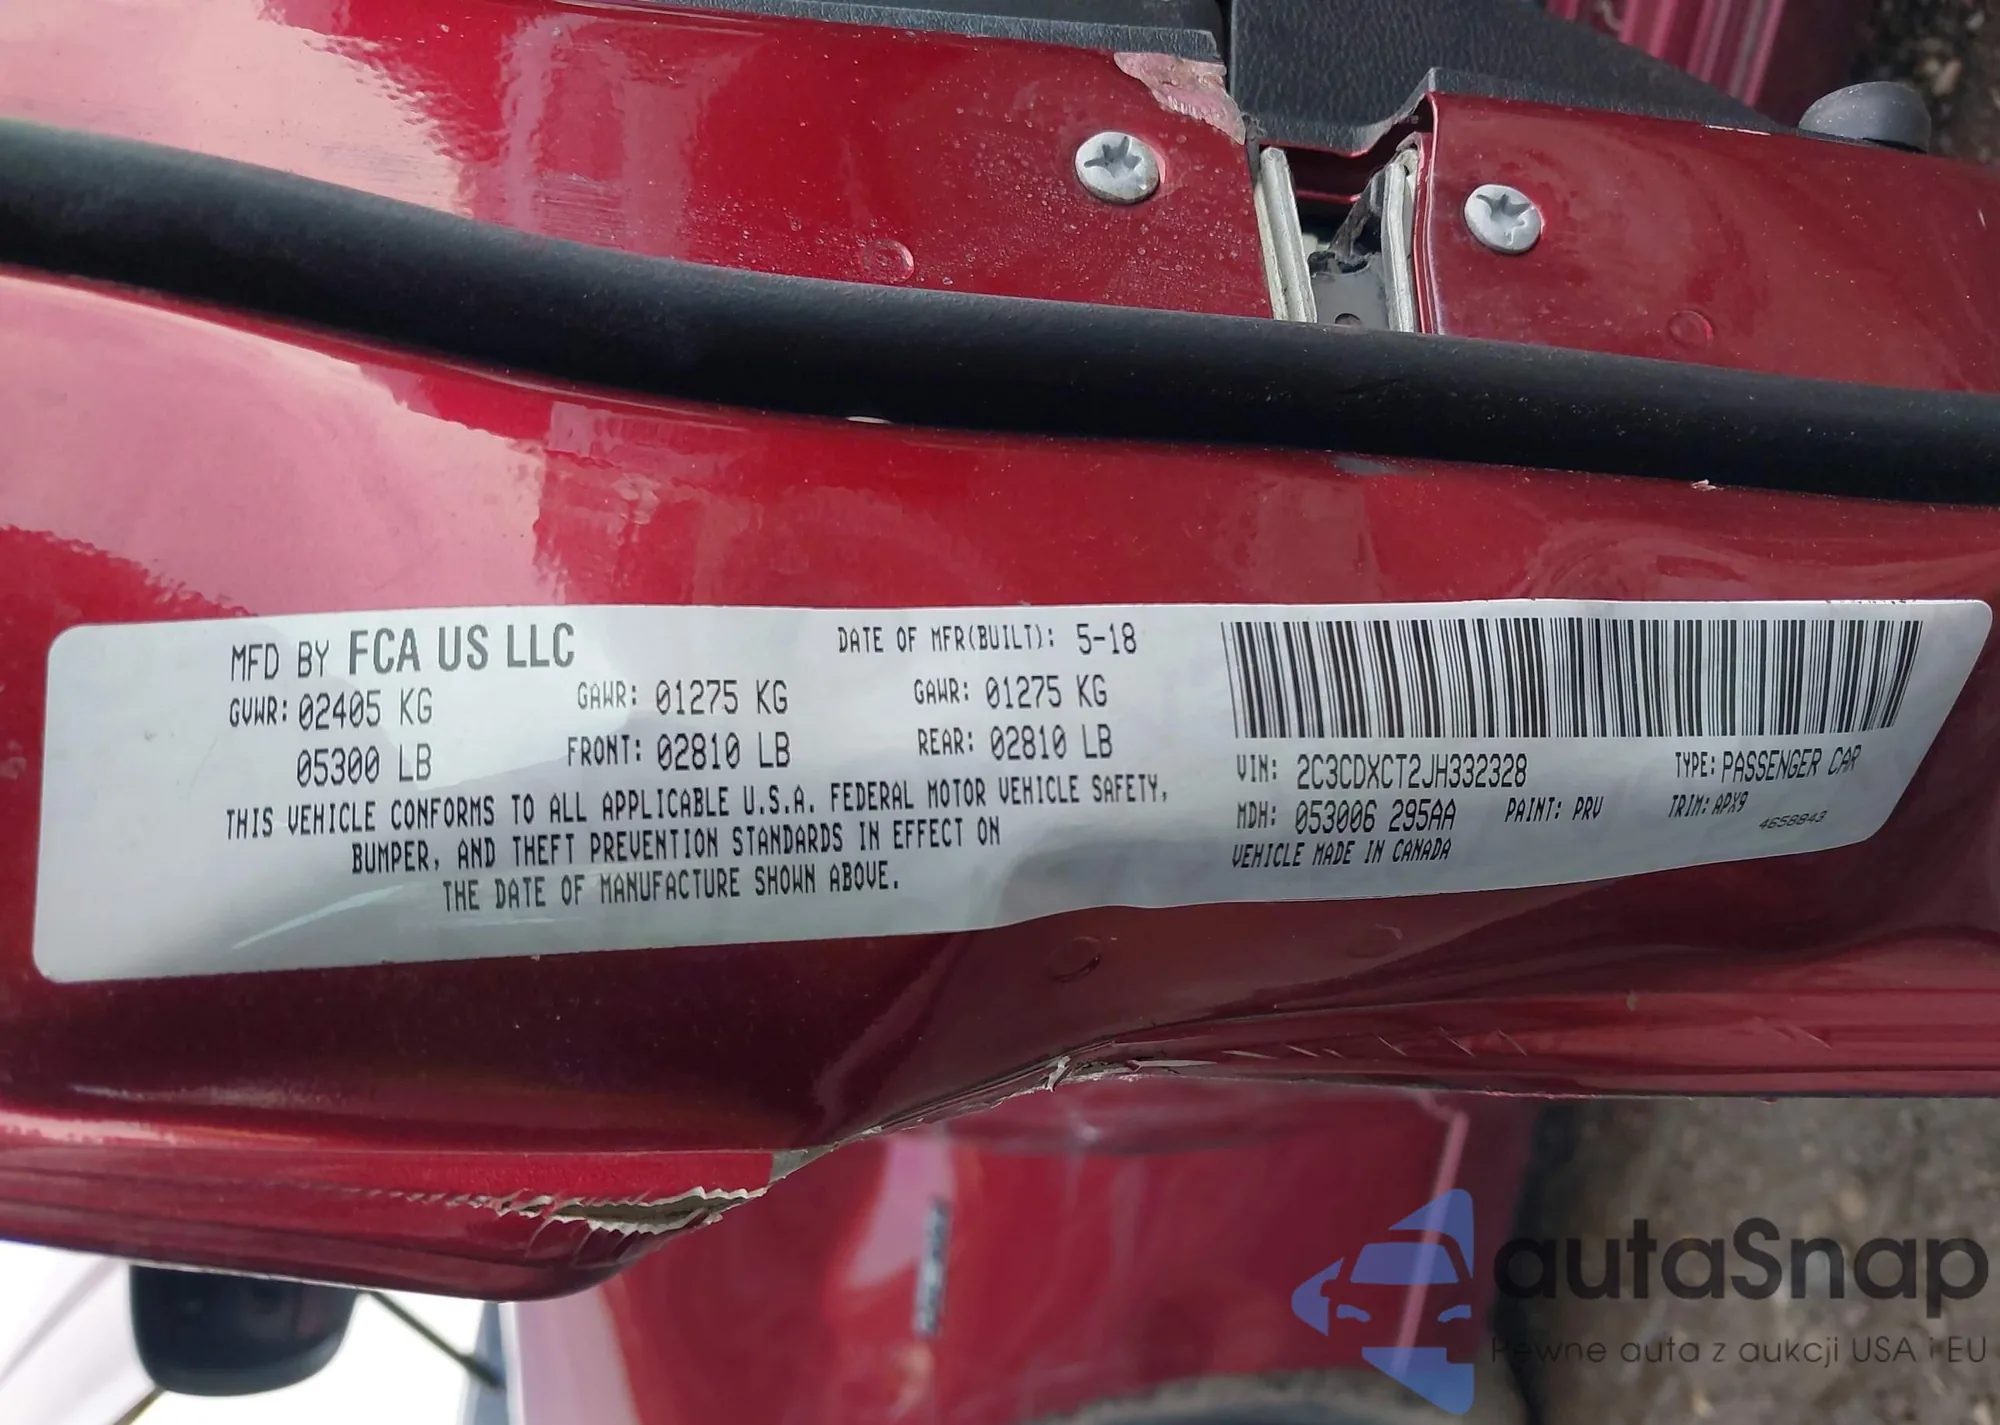 MFD BY FCA US LLC
DATE OF MFR(BUILT): 5-18
GVWR: 02405 KG
GAWR: 01275 KG
GAWR: 01275 KG
05300 LB
FRONT: 02810 LB
REAR: 02810 LB
THIS VEHICLE CONFORMS TO ALL APPLICABLE U.S.A. FEDERAL MOTOR VEHICLE SAFETY,
BUMPER, AND THEFT PREVENTION STANDARDS IN EFFECT ON
THE DATE OF MANUFACTURE SHOWN ABOVE.
VIN: 2C3CDXCT2JH332328
TYPE: PASSENGER CAR
MDH: 053006 295AA
PAINT: PRV
TRIM: APX9
VEHICLE MADE IN CANADA
4658843
autaSnap
Pewne auta z aukcji USA i EU